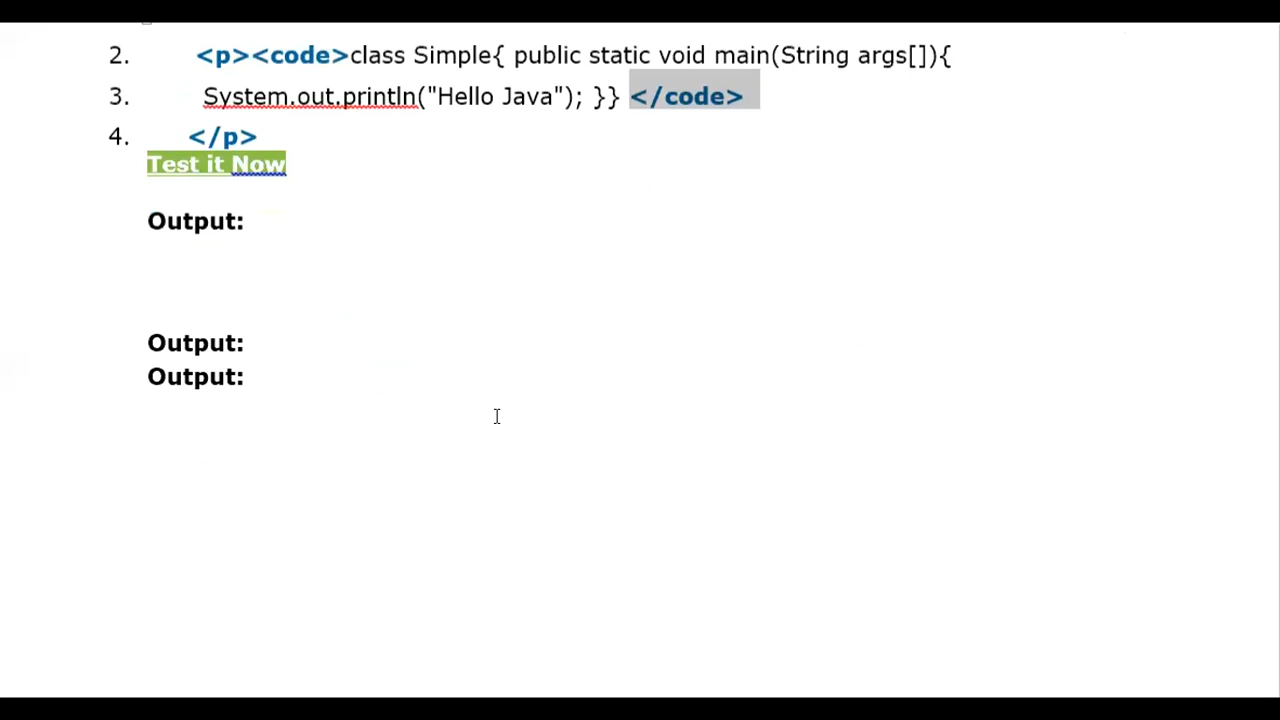 2. <p><code>class Simple{ public static void main(String args[]){
3. System.out.println("Hello Java"); }} </code>
4. </p>
Test it Now
Output:
Output:
Output: